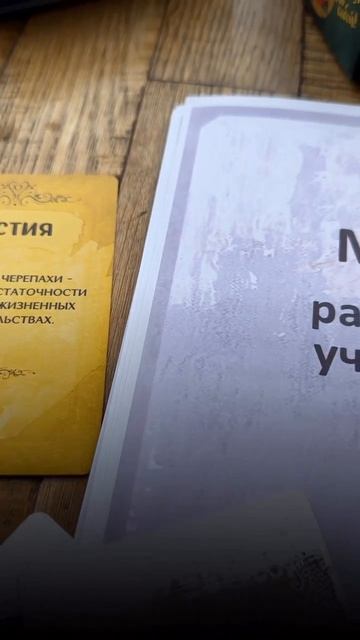 СТИЯ
ЧЕРЕПАХИ -
СТАТОЧНОСТИ
ЖИЗНЕННЫХ
ЛЬСТВАХ.
ра
уч